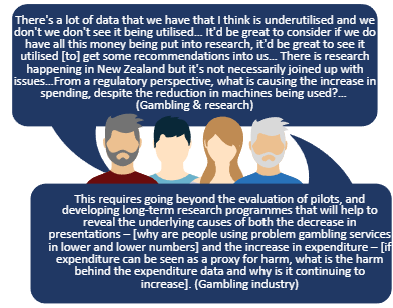 There's a lot of data that we have that I think is underutilised and we
don't we don't see it being utilised... It'd be great to consider if we do
have all this money being put into research, it'd be great to see it
utilised [to] get some recommendations into us... There is research
happening in New Zealand but it's not necessarily joined up with
issues...From a regulatory perspective, what is causing the increase in
spending, despite the reduction in machines being used?...
(Gambling & research)
This requires going beyond the evaluation of pilots, and
developing long-term research programmes that will help to
reveal the underlying causes of both the decrease in
presentations – [why are people using problem gambling services
in lower and lower numbers] and the increase in expenditure – [if
expenditure can be seen as a proxy for harm, what is the harm
behind the expenditure data and why is it continuing to
increase]. (Gambling industry)